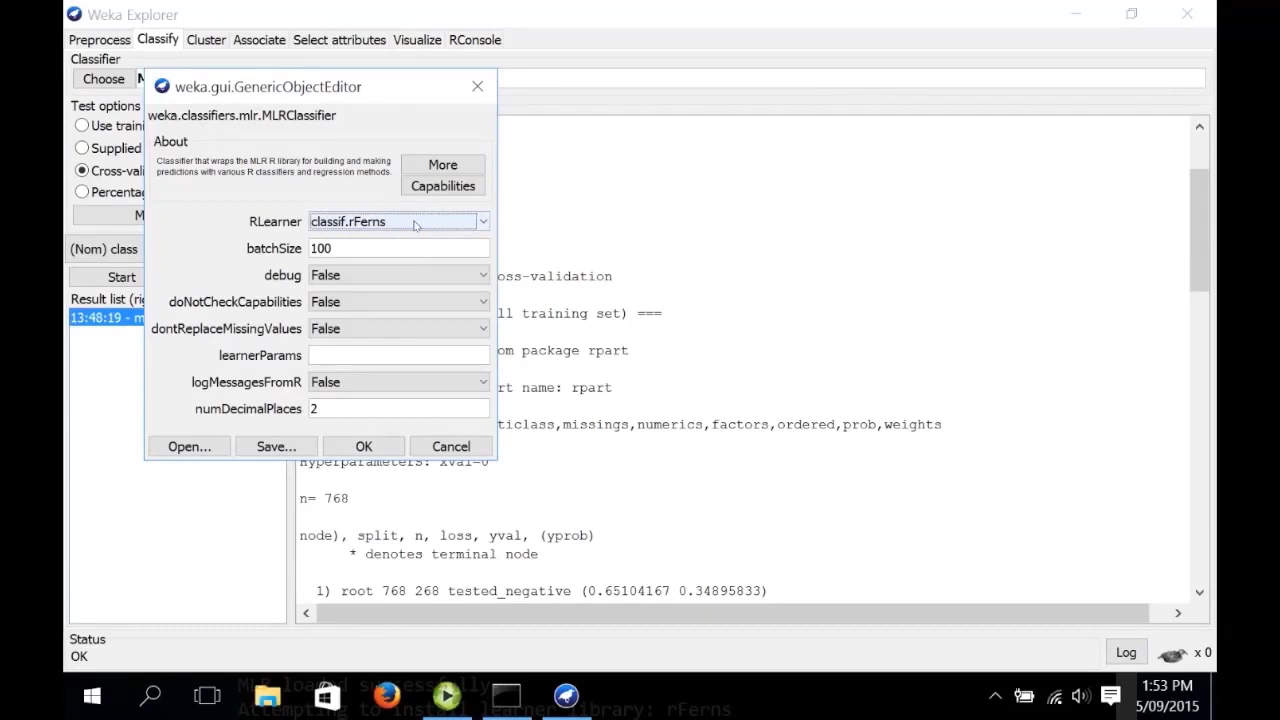 Weka Explorer
Preprocess Classify Cluster Associate Select attributes Visualize RConsole
Classifier
Choose
Test options
Use traini
Supplied
Cross-vali
Percenta
M
(Nom) class
Start
Result list (ri
13:48:19 - m
weka.gui.GenericObjectEditor
weka.classifiers.mlr.MLRClassifier
About
Classifier that wraps the MLR R library for building and making
predictions with various R classifiers and regression methods.
More
Capabilities
RLearner classif.rFerns
batchSize 100
debug False
doNotCheckCapabilities False
dontReplaceMissingValues False
learnerParams
logMessagesFromR False
numDecimalPlaces 2
Open... Save... OK Cancel
oss-validation
ll training set) ===
om package rpart
rt name: rpart
ticlass,missings,numerics,factors,ordered,prob,weights
Hyperparameters: xval=0
n= 768
node), split, n, loss, yval, (yprob)
* denotes terminal node
1) root 768 268 tested_negative (0.65104167 0.34895833)
Status
OK
Log
x 0
MLR loaded successfully
Attempting to install learner library: rFerns
1:53 PM
5/09/2015